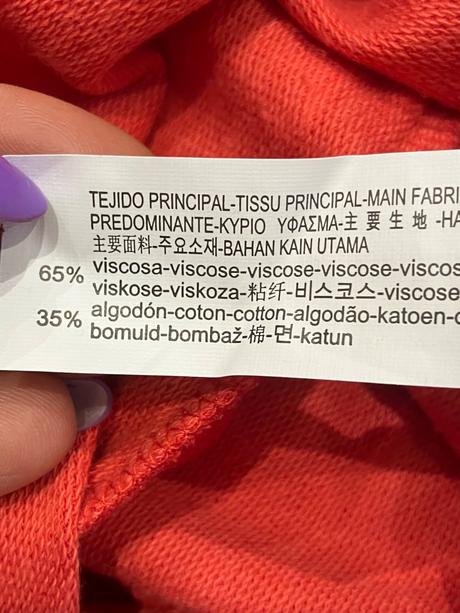 TEJIDO PRINCIPAL-TISSU PRINCIPAL-MAIN FABRI
PREDOMINANTE-ΚΥΡΙΟ ΥΦΑΣΜΑ-主 要 生 地 -HA
主要面料-주요소재-BAHAN KAIN UTAMA
65% viscosa-viscose-viscose-viscose-viscos
viskose-viskoza-粘纤-비스코스-viscose
35% algodón-coton-cotton-algodão-katoen-c
bomuld-bombaž-棉-면-katun